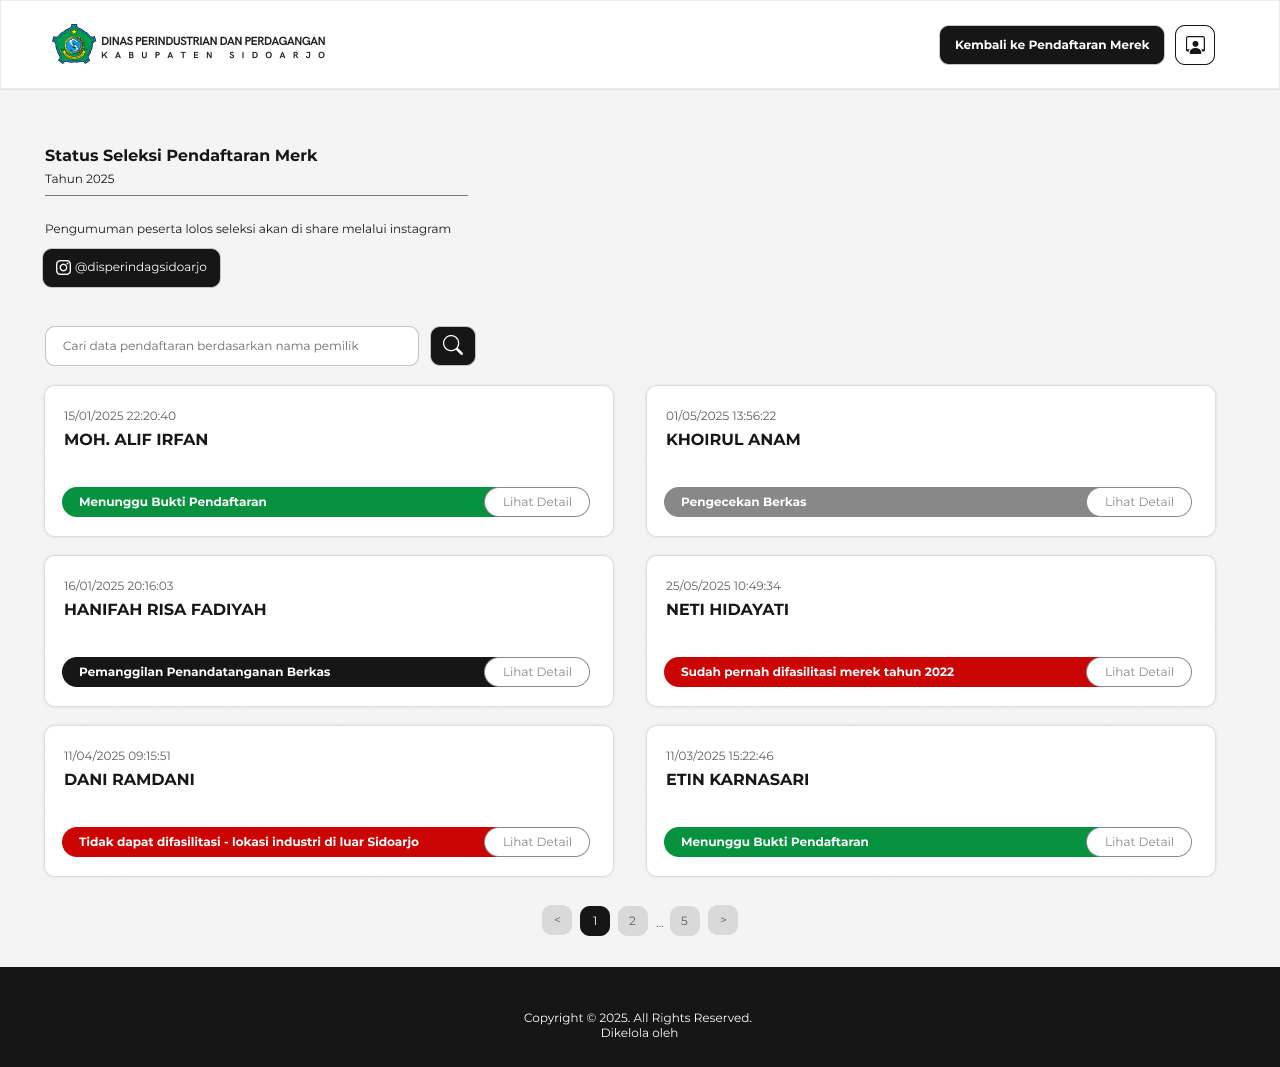 DINAS PERINDUSTRIAN DAN PERDAGANGAN
KABUPATEN SIDOARJO
Kembali ke Pendaftaran Merek
Status Seleksi Pendaftaran Merk
Tahun 2025
Pengumuman peserta lolos seleksi akan di share melalui instagram
@disperindagsidoarjo
Cari data pendaftaran berdasarkan nama pemilik
15/01/2025 22:20:40
MOH. ALIF IRFAN
Menunggu Bukti Pendaftaran
Lihat Detail
01/05/2025 13:56:22
KHOIRUL ANAM
Pengecekan Berkas
Lihat Detail
16/01/2025 20:16:03
HANIFAH RISA FADIYAH
Pemanggilan Penandatanganan Berkas
Lihat Detail
25/05/2025 10:49:34
NETI HIDAYATI
Sudah pernah difasilitasi merek tahun 2022
Lihat Detail
11/04/2025 09:15:51
DANI RAMDANI
Tidak dapat difasilitasi - lokasi industri di luar Sidoarjo
Lihat Detail
11/03/2025 15:22:46
ETIN KARNASARI
Menunggu Bukti Pendaftaran
Lihat Detail
< 1 2 ... 5 >
Copyright © 2025. All Rights Reserved.
Dikelola oleh